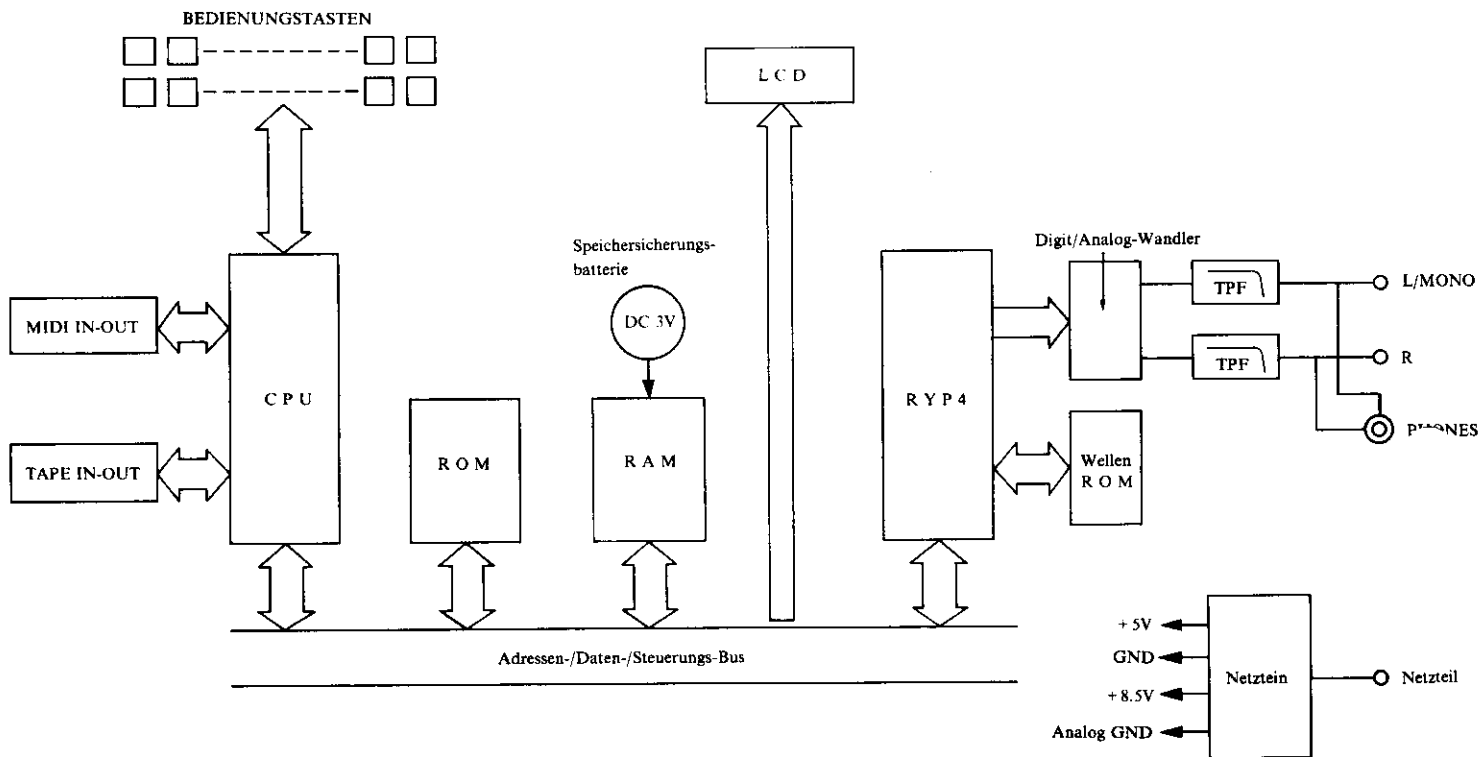 BEDIENUNGSTASTEN
LCD
Speichersicherungs-
batterie
DC 3V
Digit/Analog-Wandler
TPF
L/MONO
TPF
R
MIDI IN-OUT
CPU
RYP4
TAPE IN-OUT
ROM
RAM
Wellen
ROM
Adressen-/Daten-/Steuerungs-Bus
+5V
GND
+8.5V
Analog GND
Netztein
Netzteil